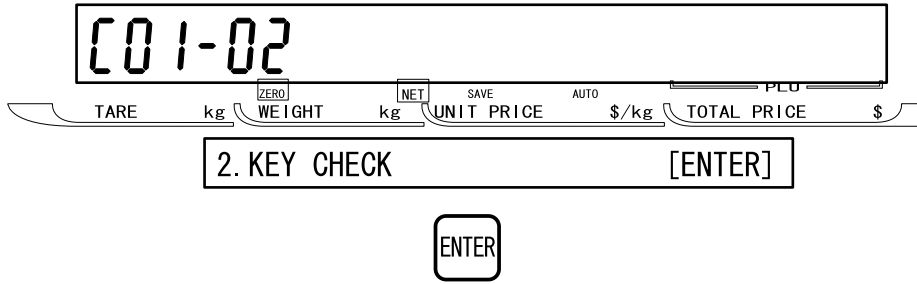 C01-02
ZERO NET SAVE AUTO PLU
TARE kg WEIGHT kg UNIT PRICE $/kg TOTAL PRICE $
2. KEY CHECK [ENTER]
ENTER